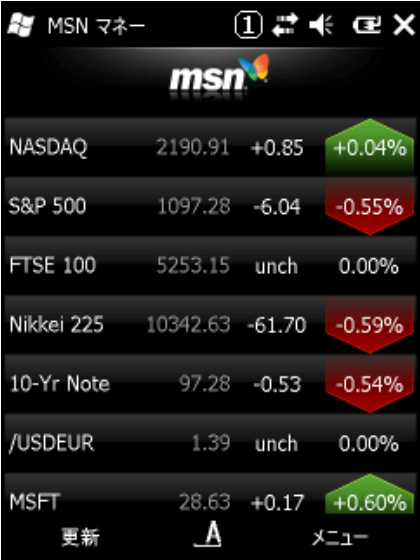 MSN マネー ①
msn
NASDAQ 2190.91 +0.85 +0.04%
S&P 500 1097.28 -6.04 -0.55%
FTSE 100 5253.15 unch 0.00%
Nikkei 225 10342.63 -61.70 -0.59%
10-Yr Note 97.28 -0.53 -0.54%
/USDEUR 1.39 unch 0.00%
MSFT 28.63 +0.17 +0.60%
更新 A メニュー